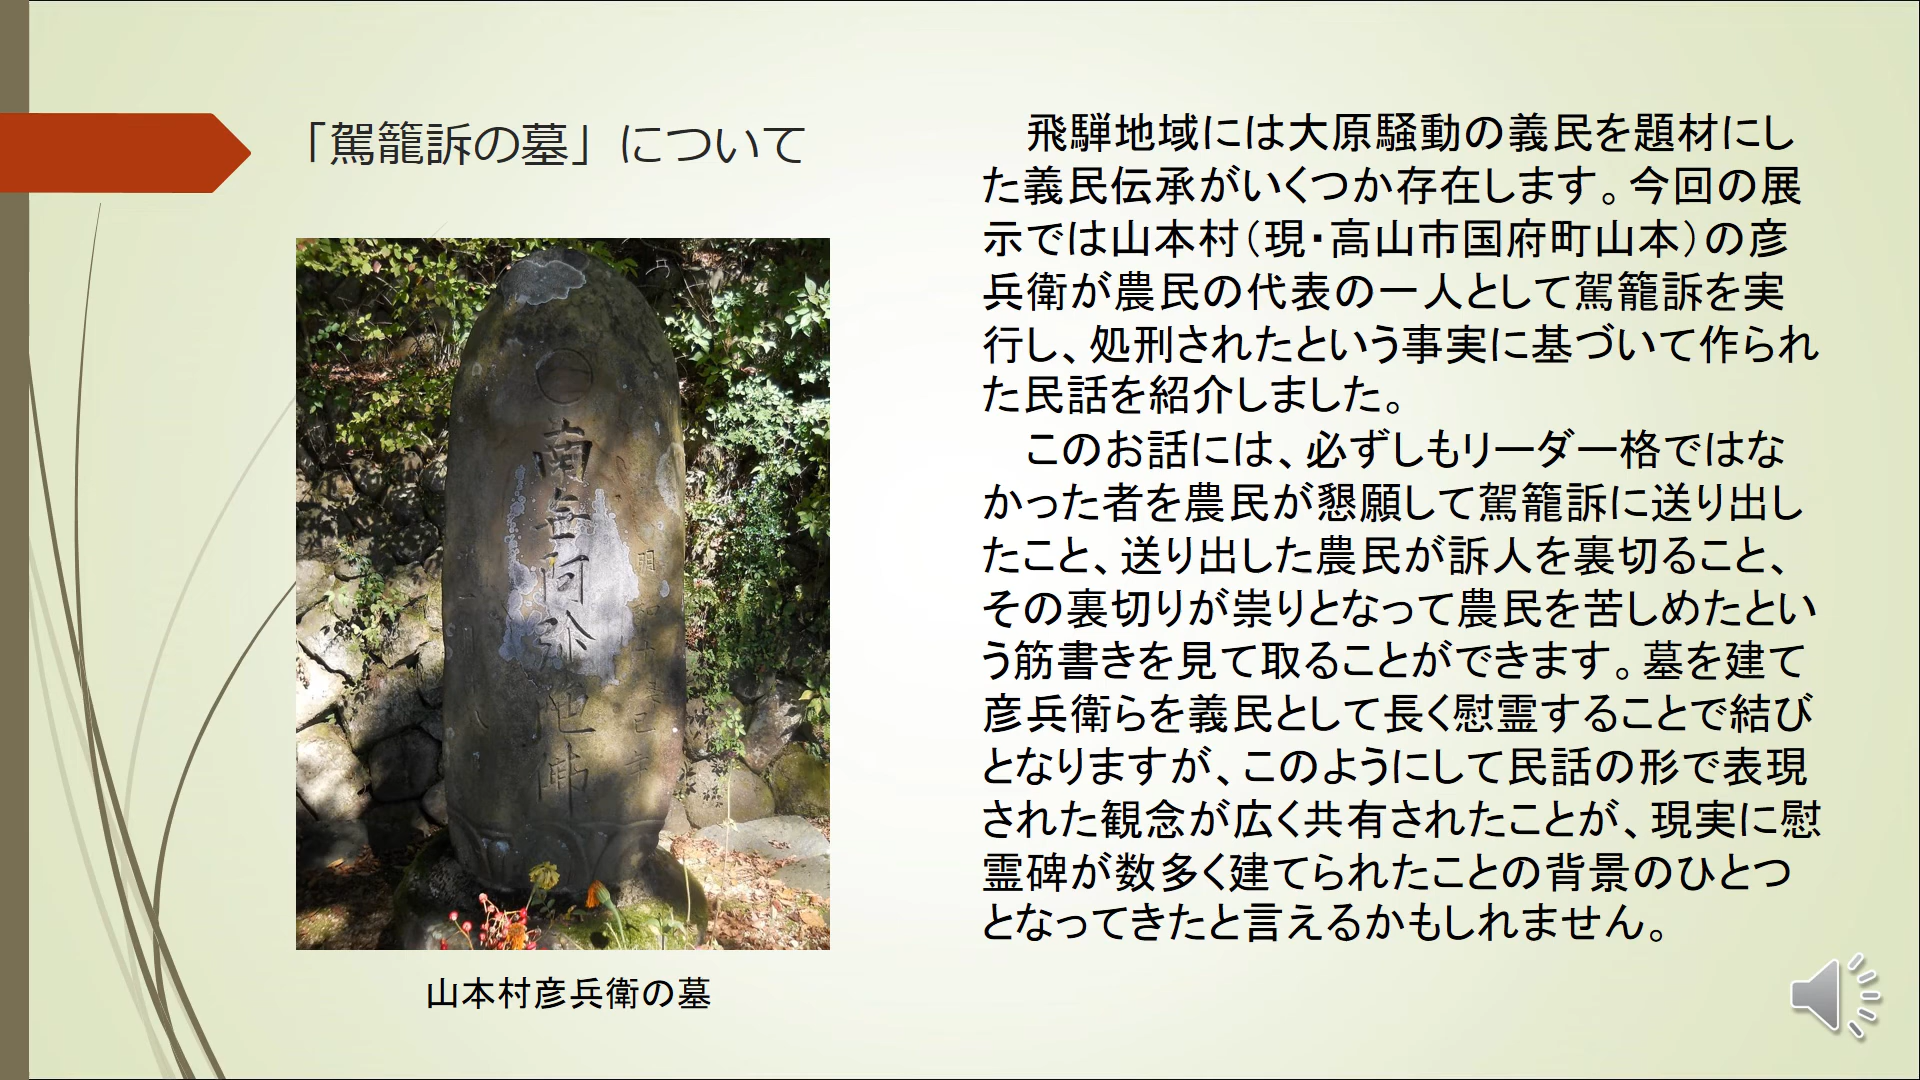 「駕籠訴の墓」について
南無阿弥陀佛
明和十癸巳年
山本村彦兵衛の墓
飛騨地域には大原騒動の義民を題材にし
た義民伝承がいくつか存在します。今回の展
示では山本村(現・高山市国府町山本)の彦
兵衛が農民の代表の一人として駕籠訴を実
行し、処刑されたという事実に基づいて作られ
た民話を紹介しました。
このお話には、必ずしもリーダー格ではな
かった者を農民が懇願して駕籠訴に送り出し
たこと、送り出した農民が訴人を裏切ること、
その裏切りが祟りとなって農民を苦しめたとい
う筋書きを見て取ることができます。墓を建て
彦兵衛らを義民として長く慰霊することで結び
となりますが、このようにして民話の形で表現
された観念が広く共有されたことが、現実に慰
霊碑が数多く建てられたことの背景のひとつ
となってきたと言えるかもしれません。